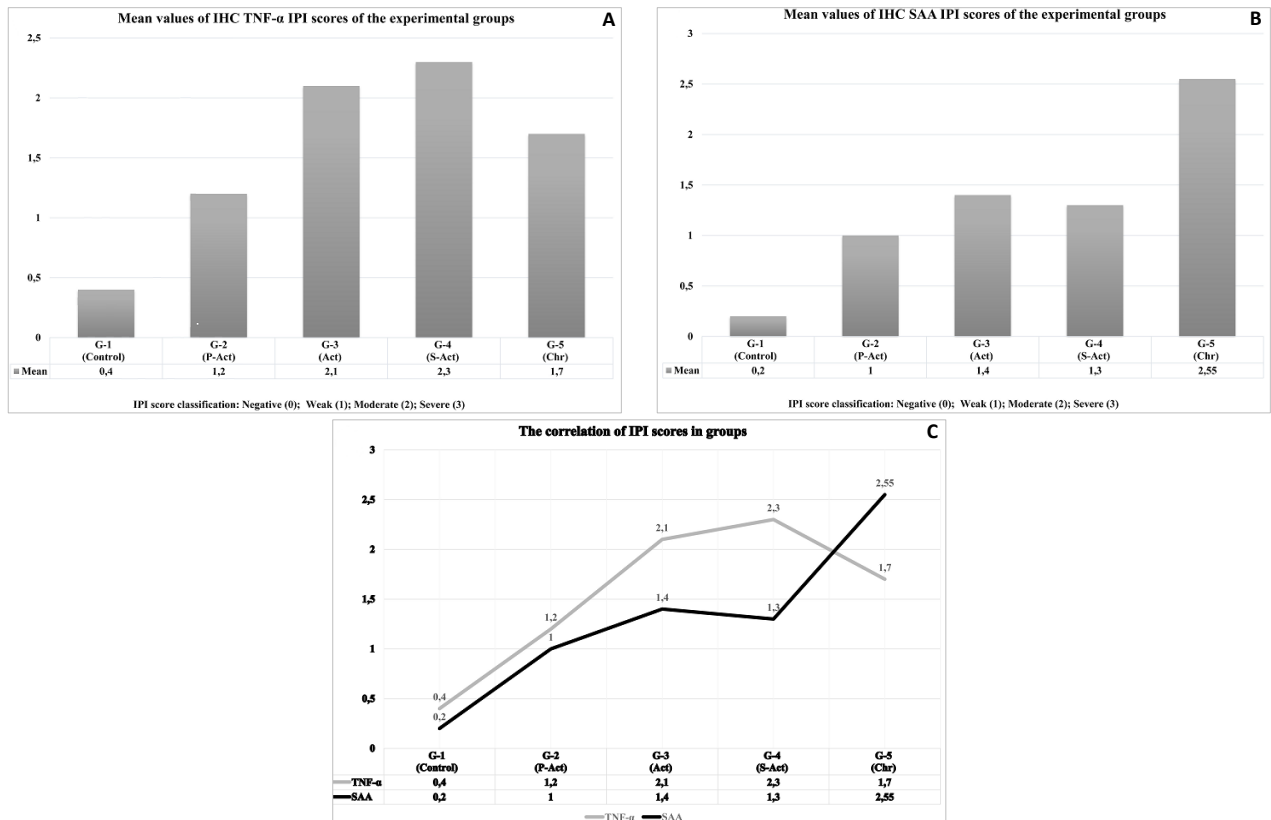 Mean values of IHC TNF-α IPI scores of the experimental groups
A
2,5
2
1,5
1
0,5
0
G-1 G-2 G-3 G-4 G-5
(Control) (P-Act) (Act) (S-Act) (Chr)
Mean 0,4 1,2 2,1 2,3 1,7
IPI score classification: Negative (0); Weak (1); Moderate (2); Severe (3)
Mean values of IHC SAA IPI scores of the experimental groups
B
3
2,5
2
1,5
1
0,5
0
G-1 G-2 G-3 G-4 G-5
(Control) (P-Act) (Act) (S-Act) (Chr)
Mean 0,2 1 1,4 1,3 2,55
IPI score classification: Negative (0); Weak (1); Moderate (2); Severe (3)
The correlation of IPI scores in groups
C
3
2,5
2
1,5
1
0,5
0
0,4
1,2
2,1
2,3
1,7
0,2
1
1,4
1,3
2,55
G-1 G-2 G-3 G-4 G-5
(Control) (P-Act) (Act) (S-Act) (Chr)
TNF-α 0,4 1,2 2,1 2,3 1,7
SAA 0,2 1 1,4 1,3 2,55
TNF-α SAA